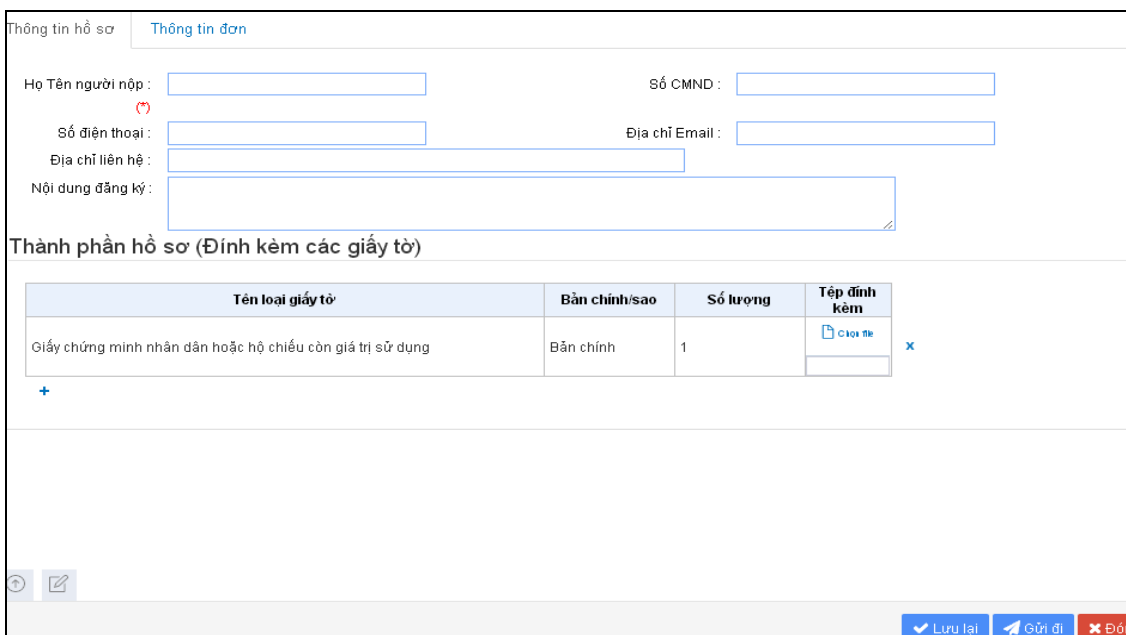 Thông tin hồ sơ Thông tin đơn
Họ Tên người nộp : Số CMND :
(*)
Số điện thoại : Địa chỉ Email :
Địa chỉ liên hệ :
Nội dung đăng ký :
Thành phần hồ sơ (Đính kèm các giấy tờ)
Tên loại giấy tờ Bản chính/sao Số lượng Tệp đính
kèm
Chọn file
Giấy chứng minh nhân dân hoặc hộ chiếu còn giá trị sử dụng Bản chính 1 x
+
Lưu lại Gửi đi Đó